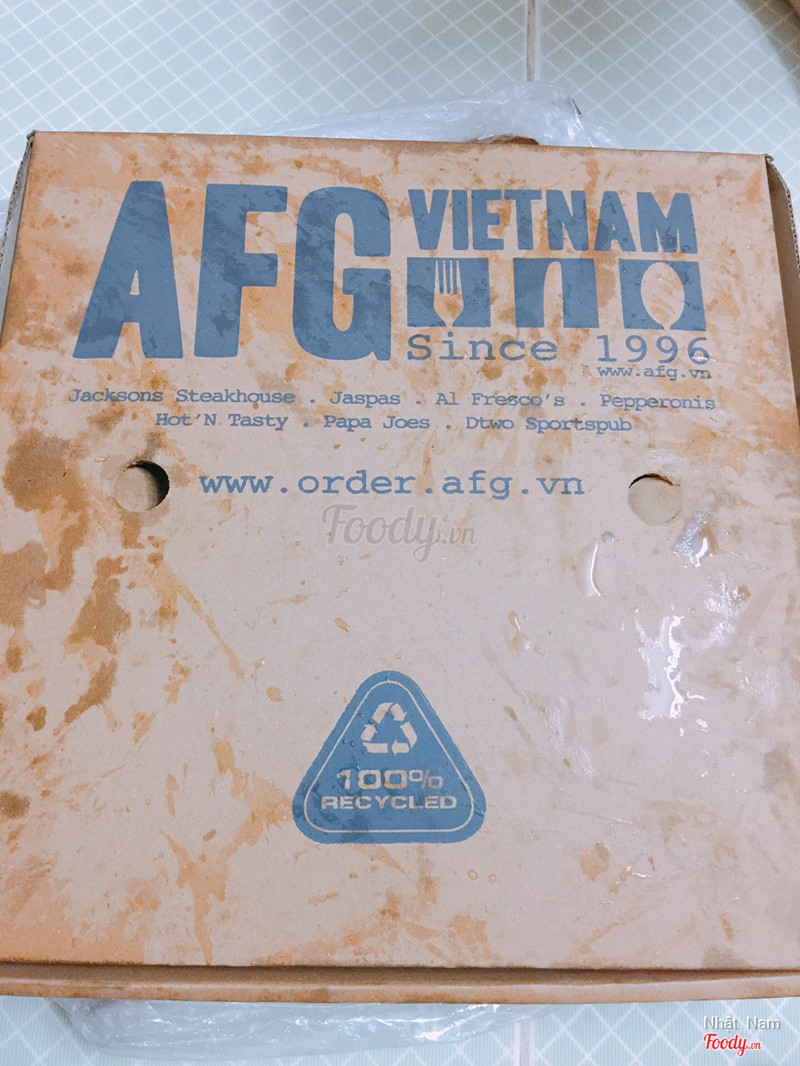 AFG VIETNAM
Since 1996
www.afg.vn
Jacksons Steakhouse . Jaspas . Al Fresco's . Pepperonis
Hot'N Tasty . Papa Joes . Dtwo Sportspub
www.order.afg.vn
Foody.vn
100%
RECYCLED
Nhật Nam
Foody.vn